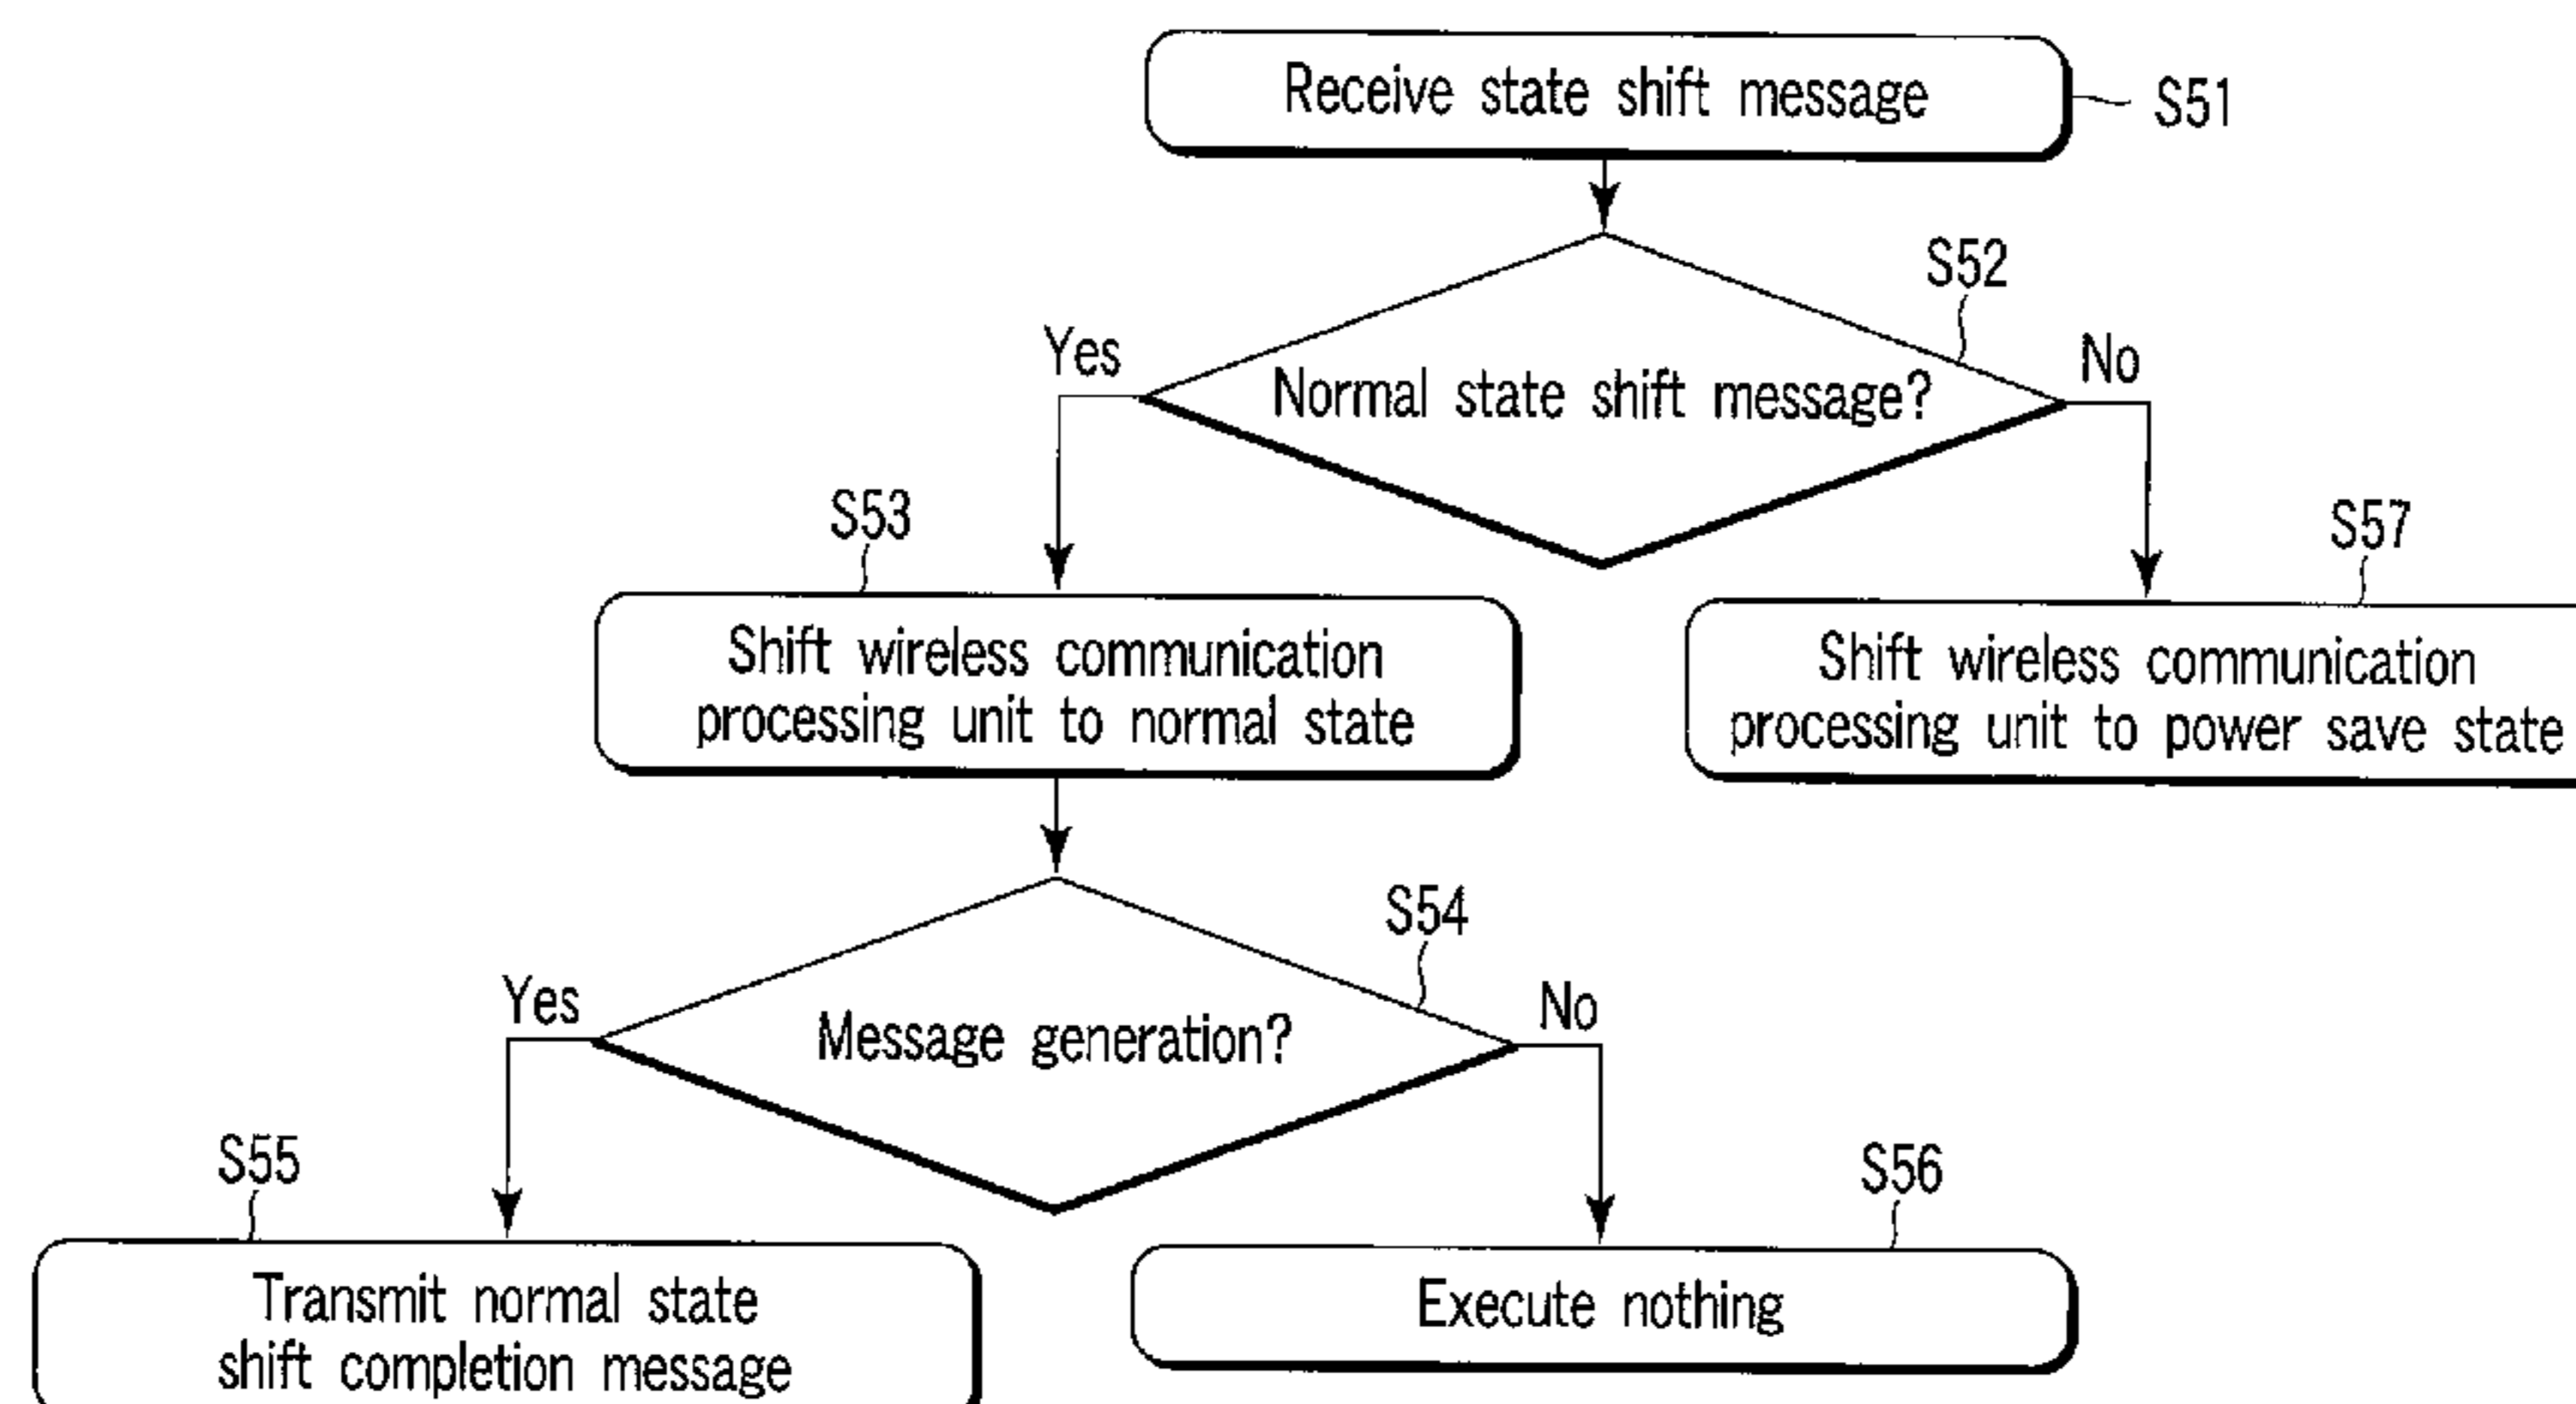 Receive state shift message
S51
S52
Yes
No
Normal state shift message?
S53
S57
Shift wireless communication
processing unit to normal state
Shift wireless communication
processing unit to power save state
S54
Yes
No
Message generation?
S55
S56
Transmit normal state
shift completion message
Execute nothing